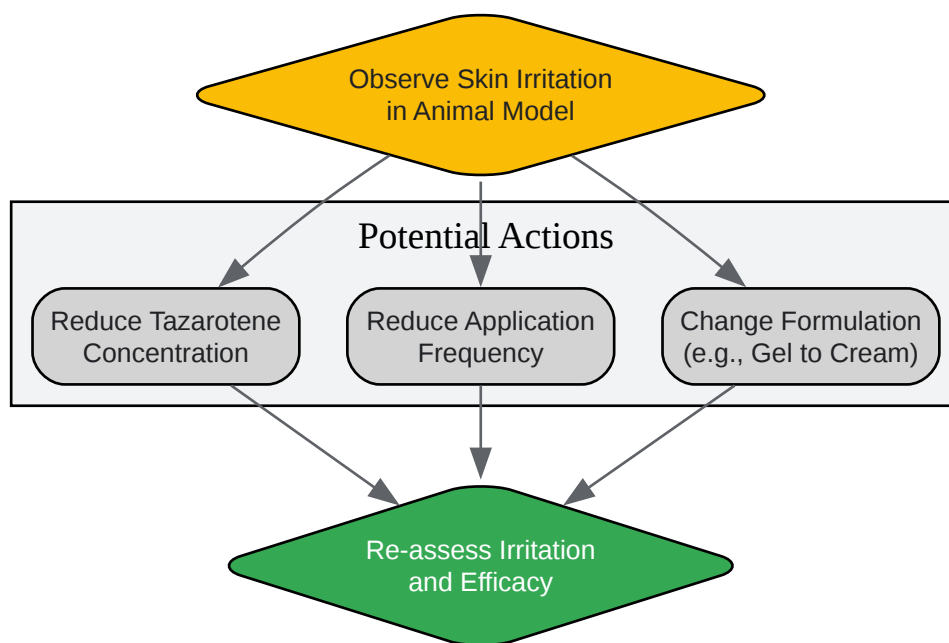 Observe Skin Irritation
in Animal Model
Potential Actions
Reduce Tazarotene
Concentration
Reduce Application
Frequency
Change Formulation
(e.g., Gel to Cream)
Re-assess Irritation
and Efficacy